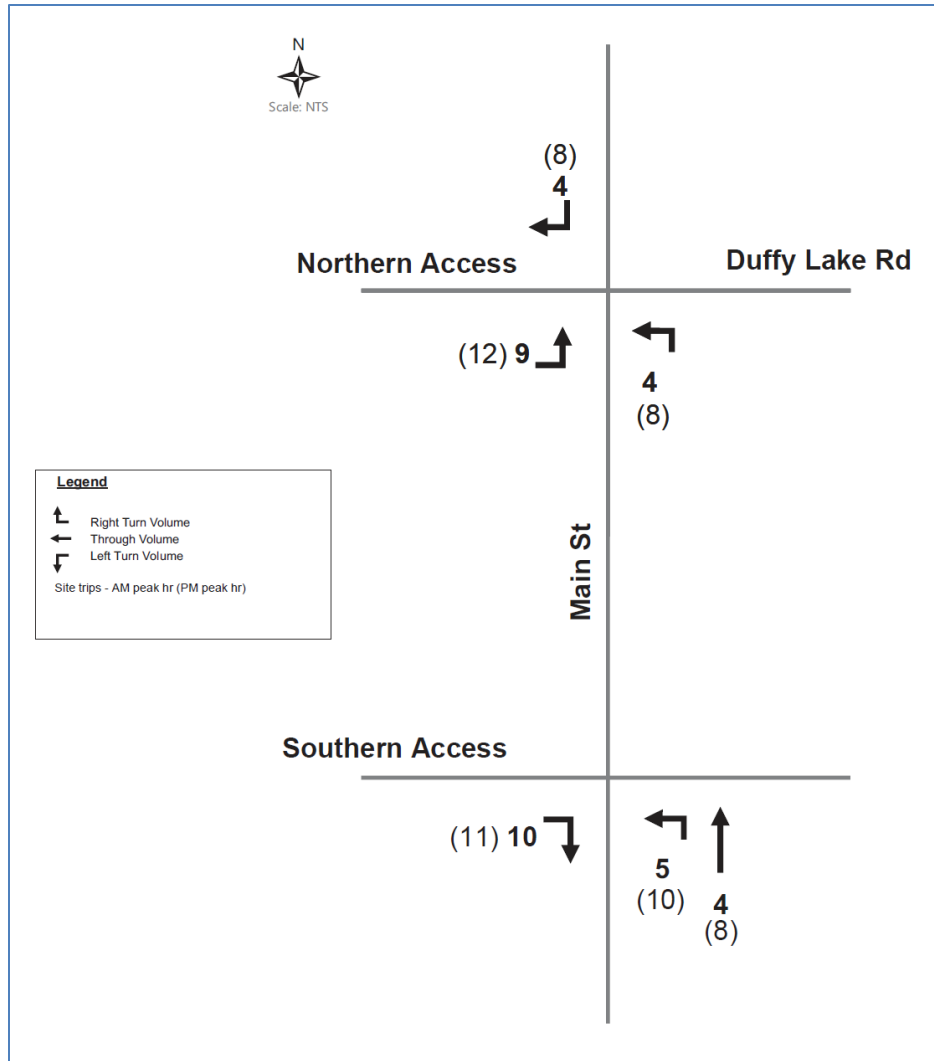 N
Scale: NTS
(8)
4
Northern Access
Duffy Lake Rd
(12) 9
4
(8)
Legend
Right Turn Volume
Through Volume
Left Turn Volume
Site trips - AM peak hr (PM peak hr)
Main St
Southern Access
(11) 10
5
(10)
4
(8)